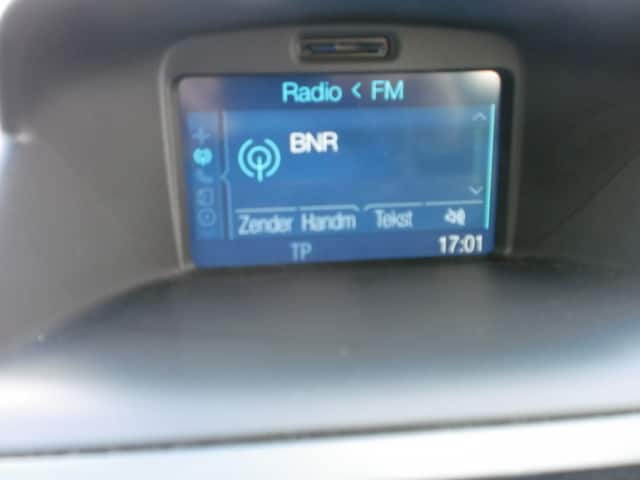 Radio < FM
BNR
Zender Handm Tekst
TP 17:01